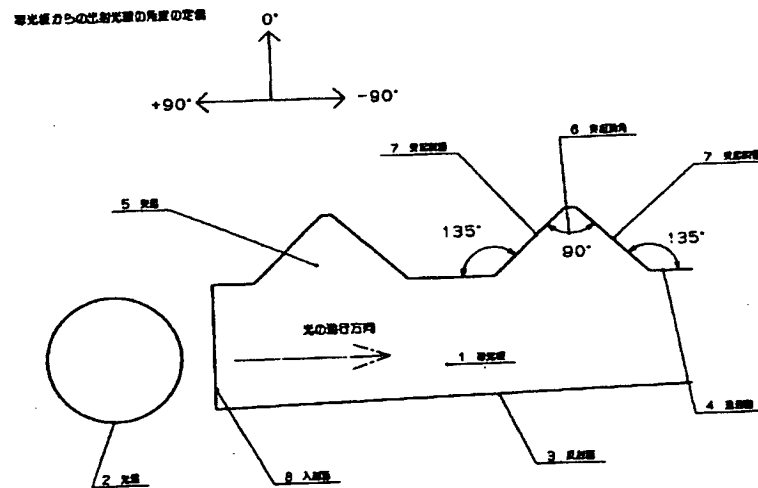 導光板からの出射光線の角度の定義
0°
+90°
-90°
6 突起頂角
7 突起斜面
7 突起斜面
5 突起
135°
90°
135°
光の進行方向
1 導光板
4 出射面
3 反射面
2 光源
8 入射面